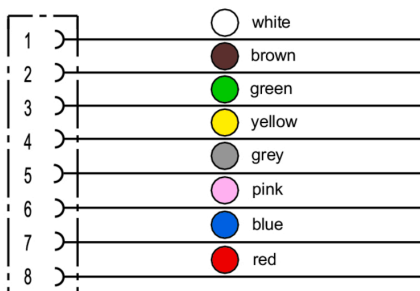 1 white
2 brown
3 green
4 yellow
5 grey
6 pink
7 blue
8 red